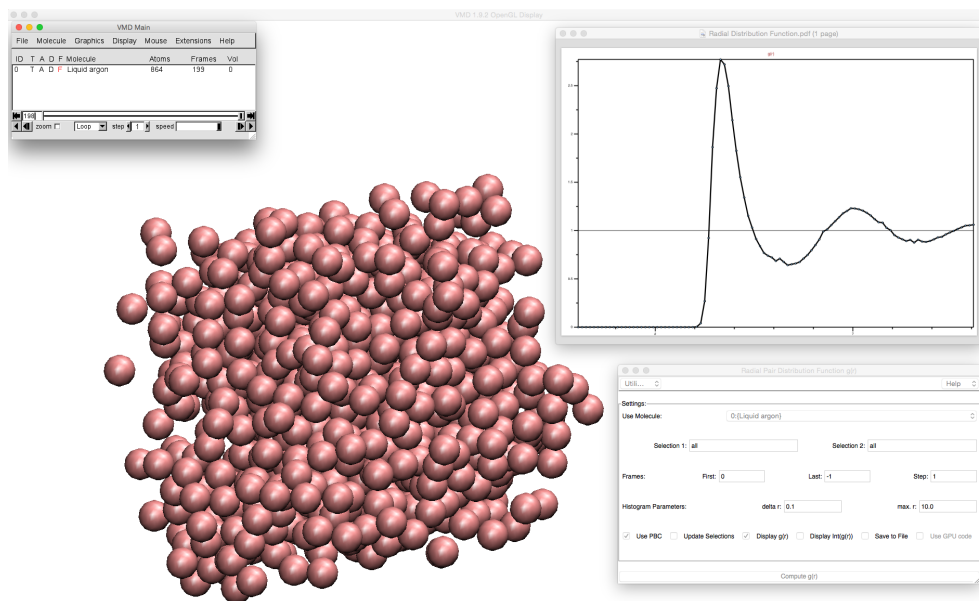 VMD 1.9.2 OpenGL Display
VMD Main
File Molecule Graphics Display Mouse Extensions Help
ID T A D F Molecule Atoms Frames Vol
0 T A D F Liquid argon 864 199 0
198
zoom Loop step 1 speed
Radial Distribution Function.pdf (1 page)
Radial Pair Distribution Function g(r)
Utili... Help
Settings:
Use Molecule: 0:{Liquid argon}
Selection 1: all Selection 2: all
Frames: First: 0 Last: -1 Step: 1
Histogram Parameters: delta r: 0.1 max. r: 10.0
Use PBC Update Selections Display g(r) Display Int(g(r)) Save to File Use GPU code
Compute g(r)